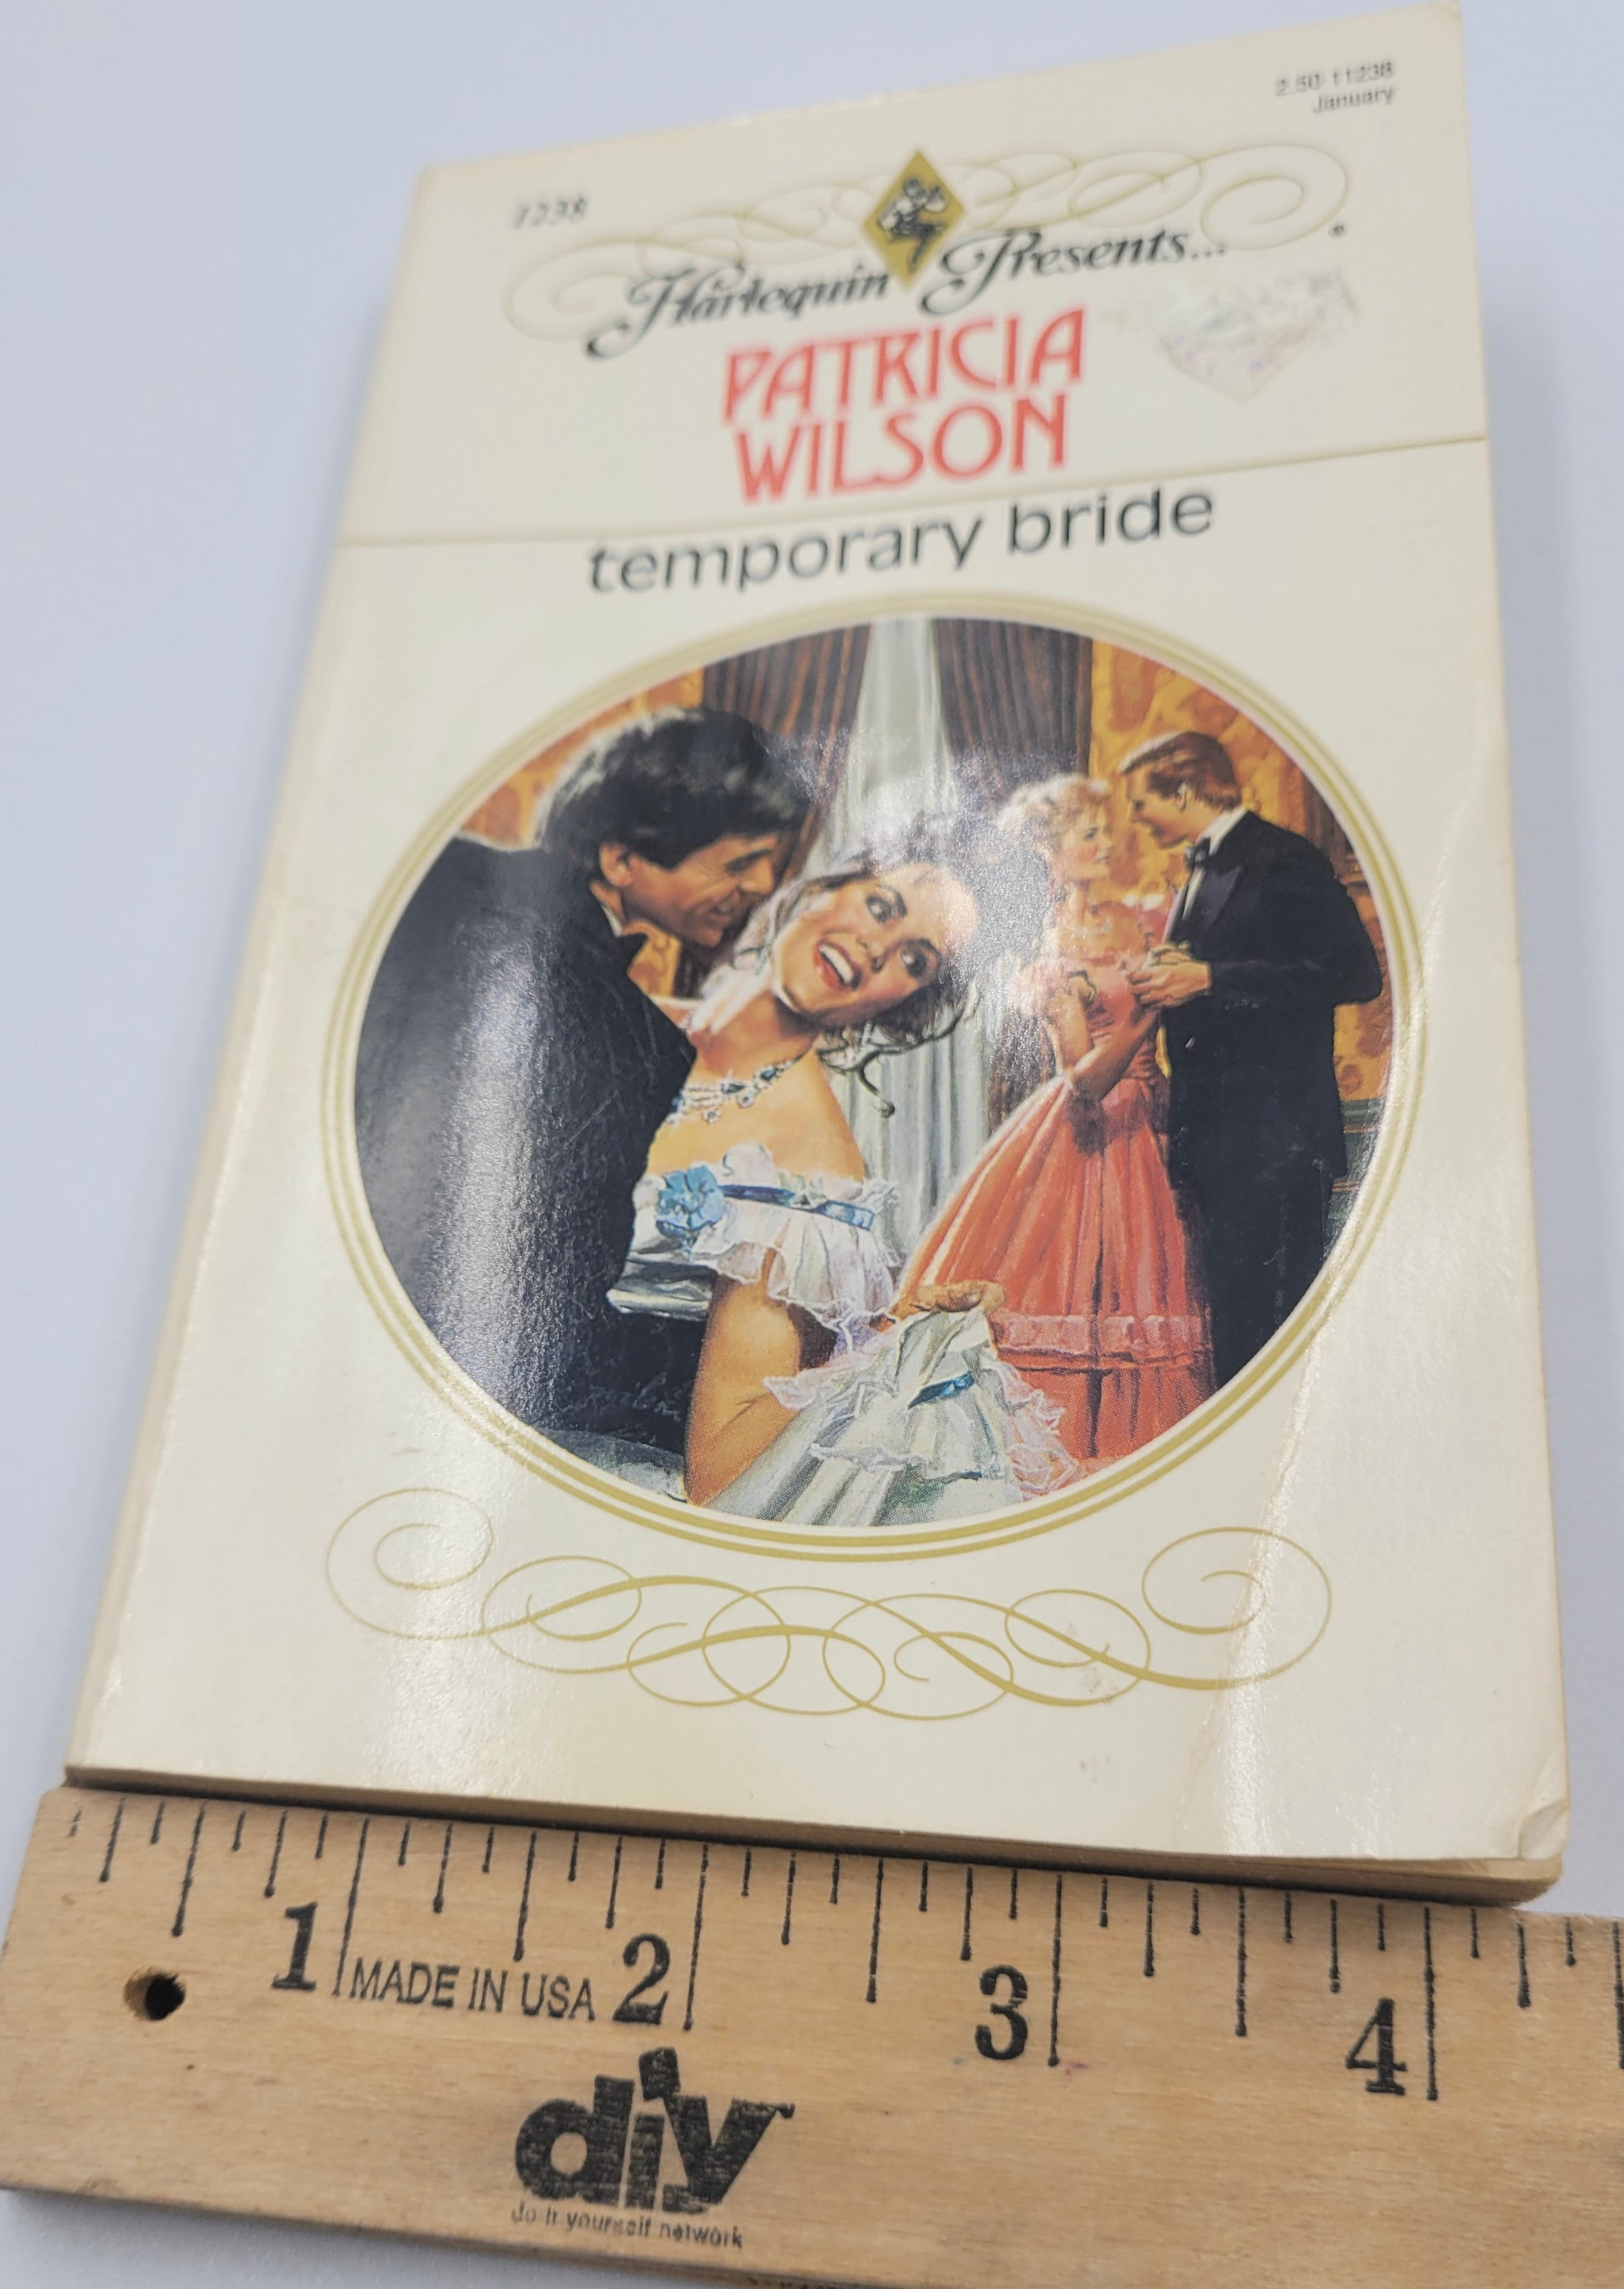 2.50·11238
January
1238
Harlequin Presents...®
PATRICIA
WILSON
temporary bride
1 MADE IN USA 2 3 4
diy
do it yourself network